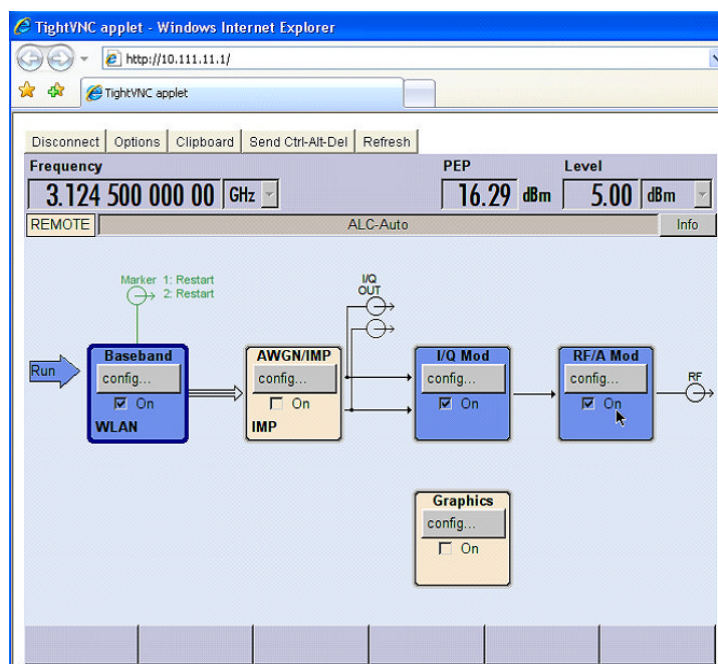 TightVNC applet - Windows Internet Explorer
http://10.111.11.1/
TightVNC applet
Disconnect Options Clipboard Send Ctrl-Alt-Del Refresh
Frequency PEP Level
3.124 500 000 00 GHz 16.29 dBm 5.00 dBm
REMOTE ALC-Auto Info
Marker 1: Restart
2: Restart
I/Q
OUT
Run
Baseband
config...
On
WLAN
AWGN/IMP
config...
On
IMP
I/Q Mod
config...
On
RF/A Mod
config...
On
RF
Graphics
config...
On